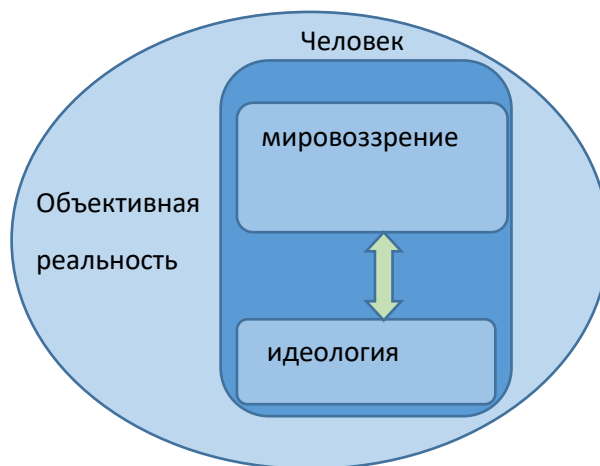 Человек
мировоззрение
Объективная
реальность
идеология